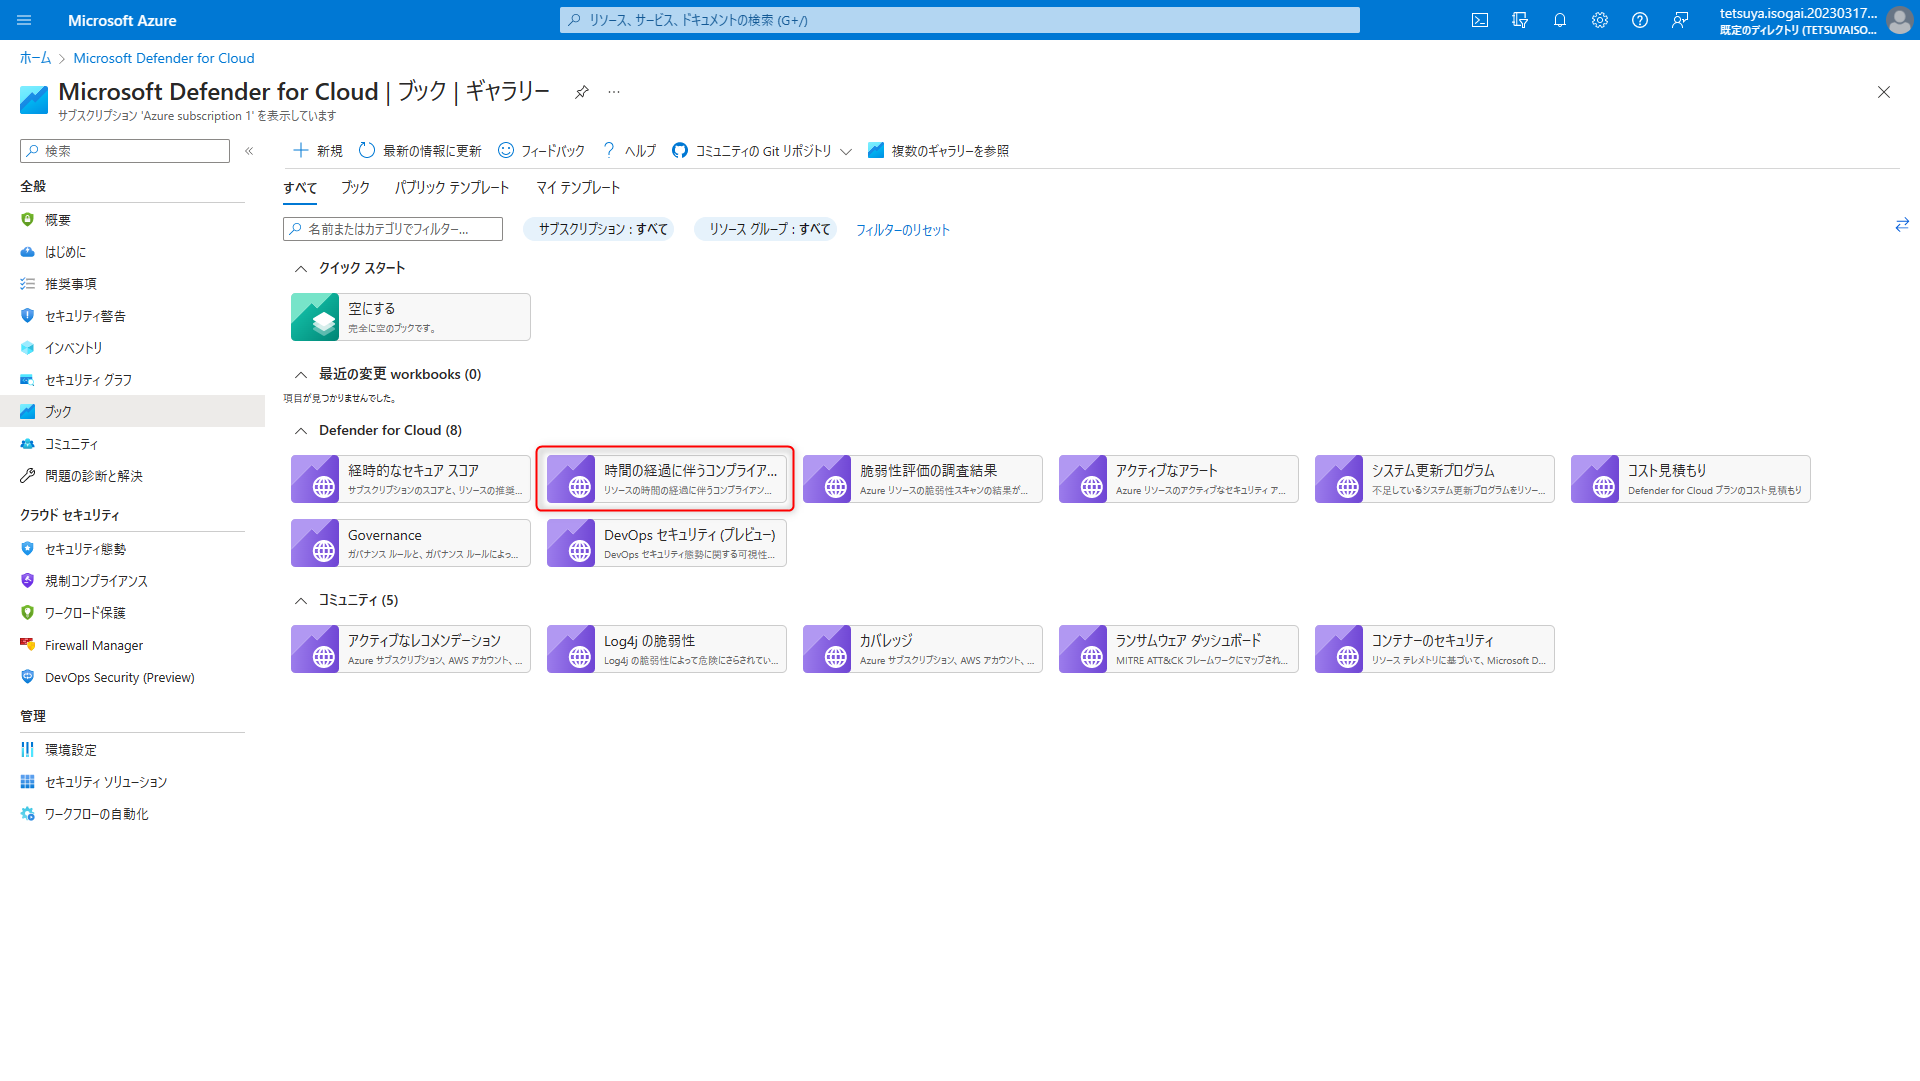 Microsoft Azure
リソース、サービス、ドキュメントの検索 (G+/)
tetsuya.isogai.20230317...
既定のディレクトリ (TETSUYAISO...
ホーム
Microsoft Defender for Cloud
Microsoft Defender for Cloud | ブック | ギャラリー
サブスクリプション 'Azure subscription 1' を表示しています
検索
新規
最新の情報に更新
フィードバック
ヘルプ
コミュニティの Git リポジトリ
複数のギャラリーを参照
全般
概要
はじめに
推奨事項
セキュリティ警告
インベントリ
セキュリティ グラフ
ブック
コミュニティ
問題の診断と解決
クラウド セキュリティ
セキュリティ態勢
規制コンプライアンス
ワークロード保護
Firewall Manager
DevOps Security (Preview)
管理
環境設定
セキュリティ ソリューション
ワークフローの自動化
すべて
ブック
パブリック テンプレート
マイ テンプレート
名前またはカテゴリでフィルター...
サブスクリプション : すべて
リソース グループ : すべて
フィルターのリセット
クイック スタート
空にする
完全に空のブックです。
最近の変更 workbooks (0)
項目が見つかりませんでした。
Defender for Cloud (8)
経時的なセキュア スコア
サブスクリプションのスコアと、リソースの推奨...
時間の経過に伴うコンプライア...
リソースの時間の経過に伴うコンプライアン...
脆弱性評価の調査結果
Azure リソースの脆弱性スキャンの結果が...
アクティブなアラート
Azure リソースのアクティブなセキュリティ ア...
システム更新プログラム
不足しているシステム更新プログラムをリソー...
コスト見積もり
Defender for Cloud プランのコスト見積もり
Governance
ガバナンス ルールと、ガバナンス ルールによっ...
DevOps セキュリティ (プレビュー)
DevOps セキュリティ態勢に関する可視性...
コミュニティ (5)
アクティブなレコメンデーション
Azure サブスクリプション、AWS アカウント、...
Log4j の脆弱性
Log4j の脆弱性によって危険にさらされてい...
カバレッジ
Azure サブスクリプション、AWS アカウント、...
ランサムウェア ダッシュボード
MITRE ATT&CK フレームワークにマップされ...
コンテナーのセキュリティ
リソース テレメトリに基づいて、Microsoft D...